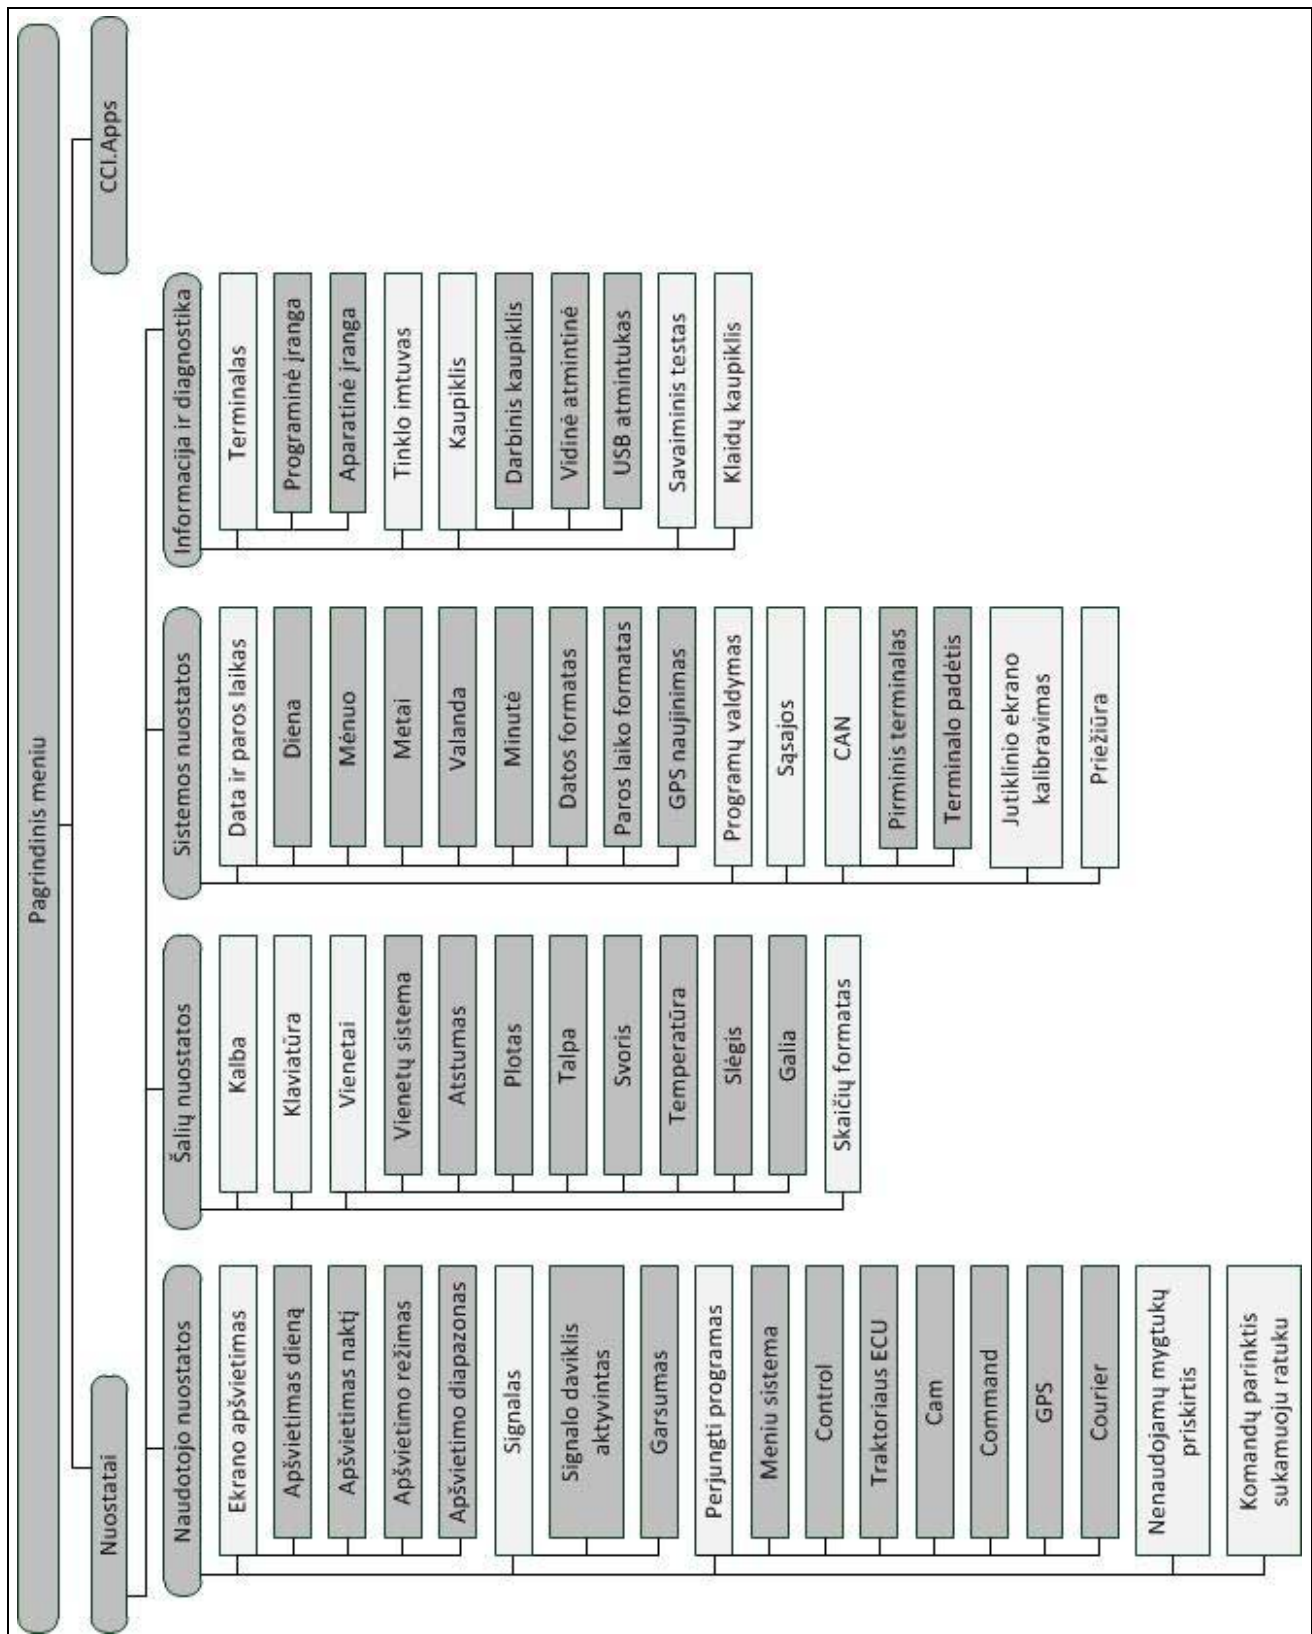 Pagrindinis meniu
Nuostatai
CCI.Apps
Naudotojo nuostatos
Ekrano apšvietimas
Apšvietimas dieną
Apšvietimas naktį
Apšvietimo režimas
Apšvietimo diapazonas
Signalas
Signalo daviklis
aktyvintas
Garsumas
Perjungti programas
Meniu sistema
Control
Traktoriaus ECU
Cam
Command
GPS
Courier
Nenaudojamų mygtukų
priskirtis
Komandų parinktis
sukamuoju ratuku
Šalių nuostatos
Kalba
Klaviatūra
Vienetai
Vienetų sistema
Atstumas
Plotas
Talpa
Svoris
Temperatūra
Slėgis
Galia
Skaičių formatas
Sistemos nuostatos
Data ir paros laikas
Diena
Mėnuo
Metai
Valanda
Minutė
Datos formatas
Paros laiko formatas
GPS naujinimas
Programų valdymas
Sąsajos
CAN
Pirminis terminalas
Terminalo padėtis
Jutiklinio ekrano
kalibravimas
Priežiūra
Informacija ir diagnostika
Terminalas
Programinė įranga
Aparatinė įranga
Tinklo imtuvas
Kaupiklis
Darbinis kaupiklis
Vidinė atmintinė
USB atmintukas
Savaiminis testas
Klaidų kaupiklis